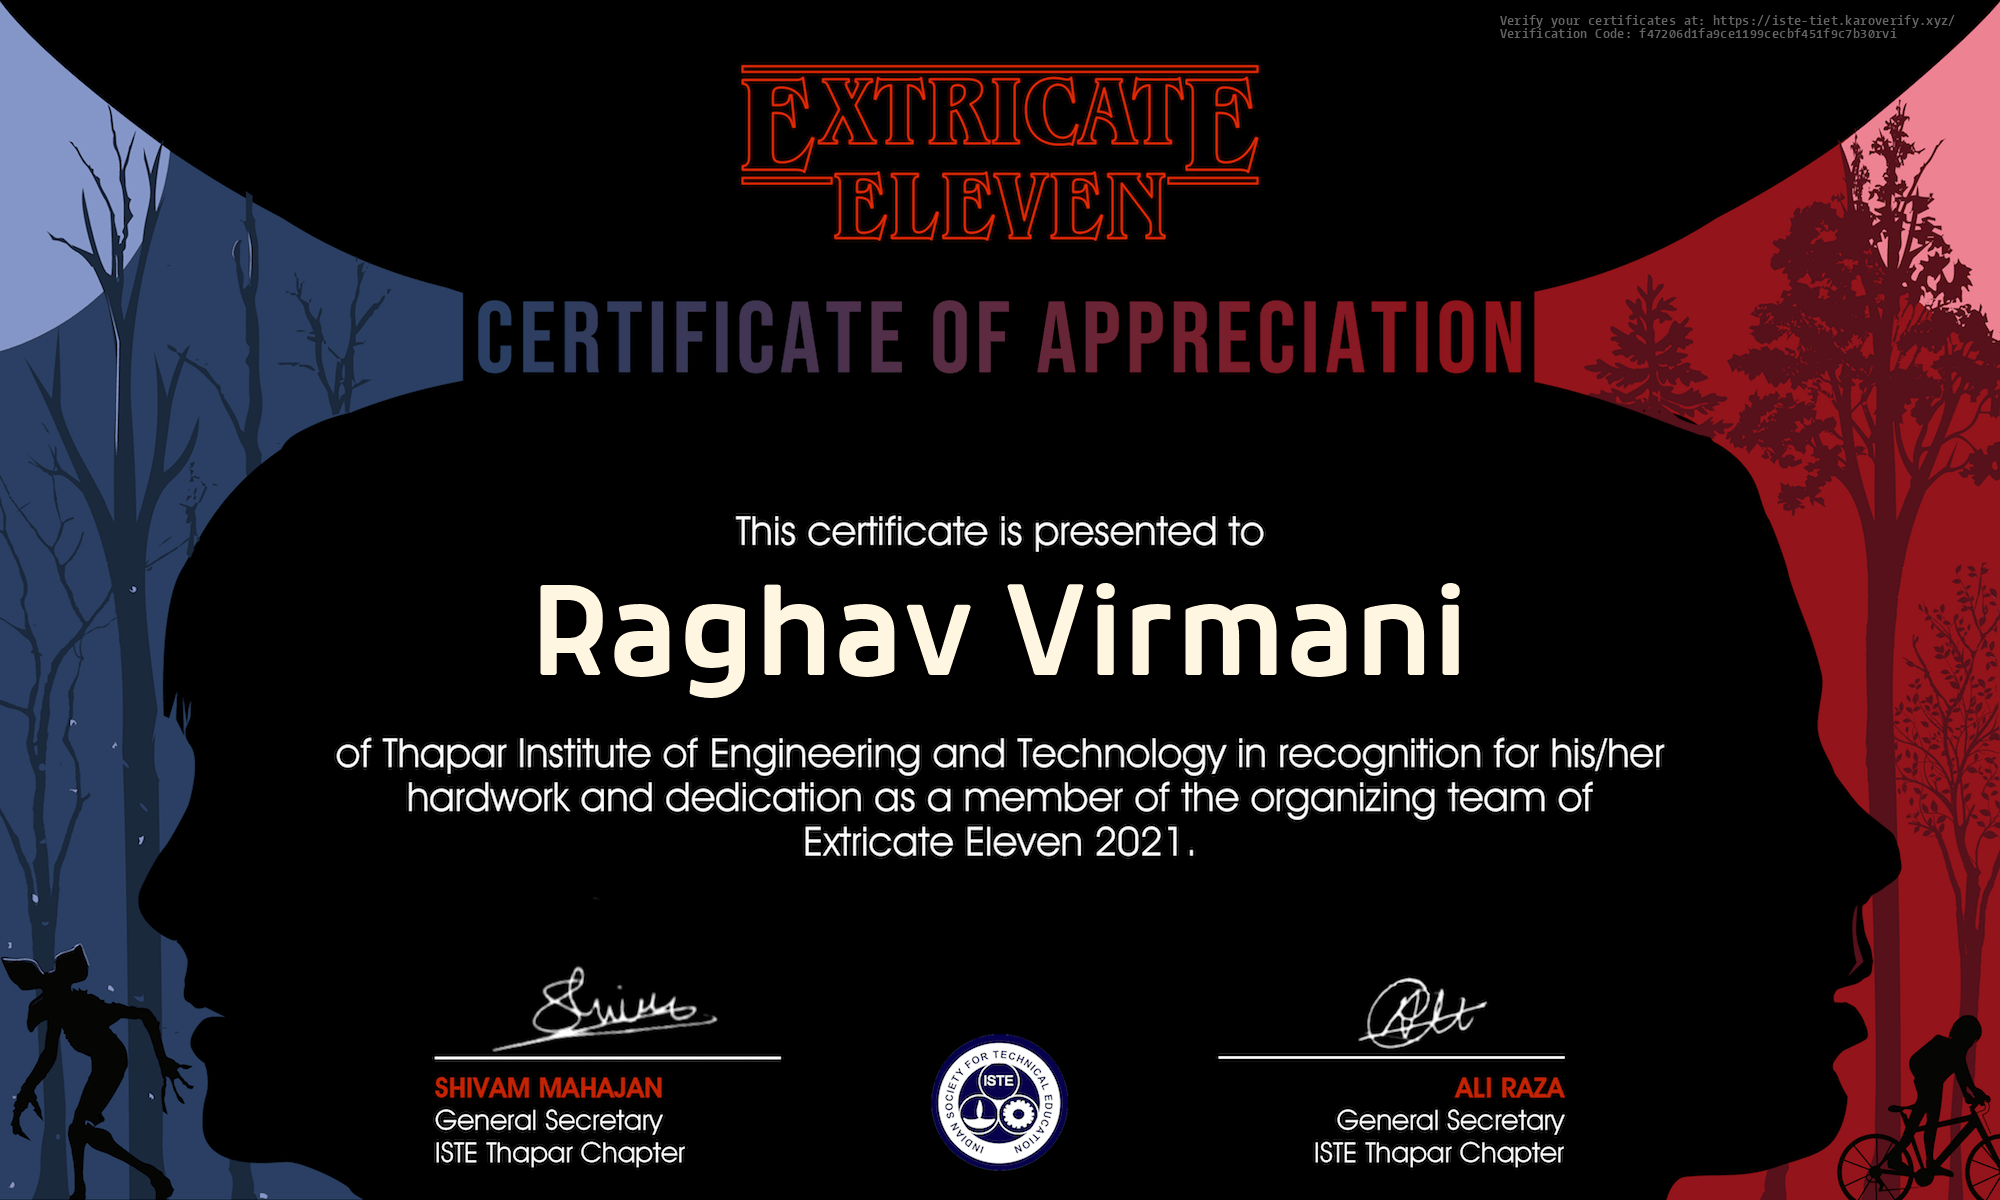 Verify your certificates at: https://iste-tiet.karoverify.xyz/
Verification Code: f47206d1fa9ce1199cecbf451f9c7b30rvi
EXTRICATE
ELEVEN
CERTIFICATE OF APPRECIATION
This certificate is presented to
Raghav Virmani
of Thapar Institute of Engineering and Technology in recognition for his/her
hardwork and dedication as a member of the organizing team of
Extricate Eleven 2021.
SHIVAM MAHAJAN
General Secretary
ISTE Thapar Chapter
INDIAN SOCIETY FOR TECHNICAL EDUCATION
ISTE
ALI RAZA
General Secretary
ISTE Thapar Chapter